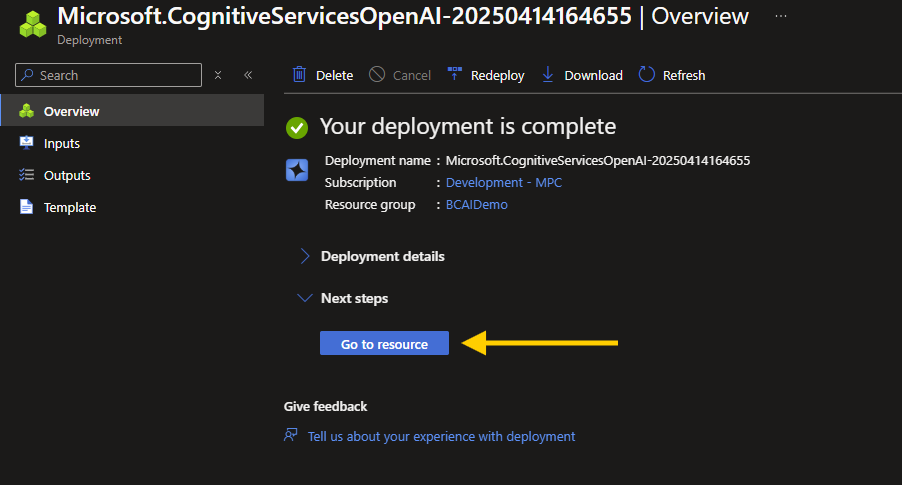 Microsoft.CognitiveServicesOpenAI-20250414164655 | Overview ...
Deployment
Search
Overview
Inputs
Outputs
Template
Delete Cancel Redeploy Download Refresh
Your deployment is complete
Deployment name : Microsoft.CognitiveServicesOpenAI-20250414164655
Subscription : Development - MPC
Resource group : BCAIDemo
Deployment details
Next steps
Go to resource
Give feedback
Tell us about your experience with deployment